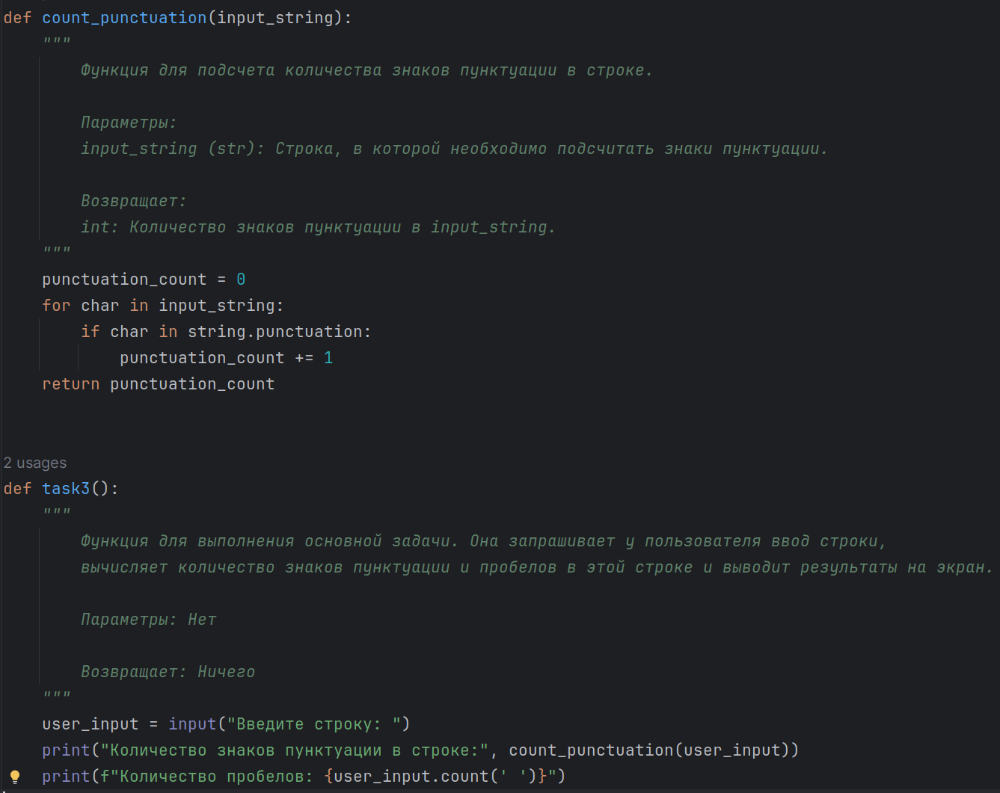 def count_punctuation(input_string):
"""
Функция для подсчета количества знаков пунктуации в строке.
Параметры:
input_string (str): Строка, в которой необходимо подсчитать знаки пунктуации.
Возвращает:
int: Количество знаков пунктуации в input_string.
"""
punctuation_count = 0
for char in input_string:
if char in string.punctuation:
punctuation_count += 1
return punctuation_count
2 usages
def task3():
"""
Функция для выполнения основной задачи. Она запрашивает у пользователя ввод строки,
вычисляет количество знаков пунктуации и пробелов в этой строке и выводит результаты на экран.
Параметры: Нет
Возвращает: Ничего
"""
user_input = input("Введите строку: ")
print("Количество знаков пунктуации в строке:", count_punctuation(user_input))
print(f"Количество пробелов: {user_input.count(' ')}")